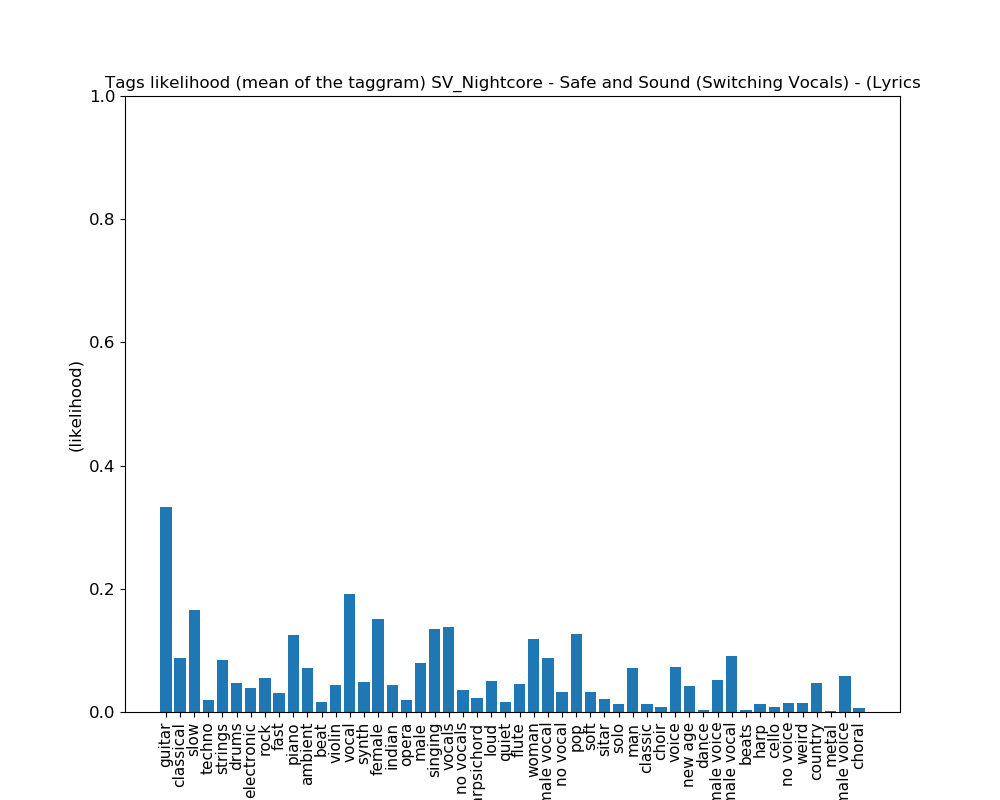 Tags likelihood (mean of the taggram) SV_Nightcore - Safe and Sound (Switching Vocals) - (Lyrics
1.0
0.8
0.6
0.4
0.2
0.0
(likelihood)
guitar
classical
slow
techno
strings
drums
electronic
rock
fast
piano
ambient
beat
violin
vocal
synth
female
indian
opera
male
singing
vocals
no vocals
arpsichord
loud
quiet
flute
woman
male vocal
no vocal
pop
soft
sitar
solo
man
classic
choir
voice
new age
dance
male voice
male vocal
beats
harp
cello
no voice
weird
country
metal
male voice
choral